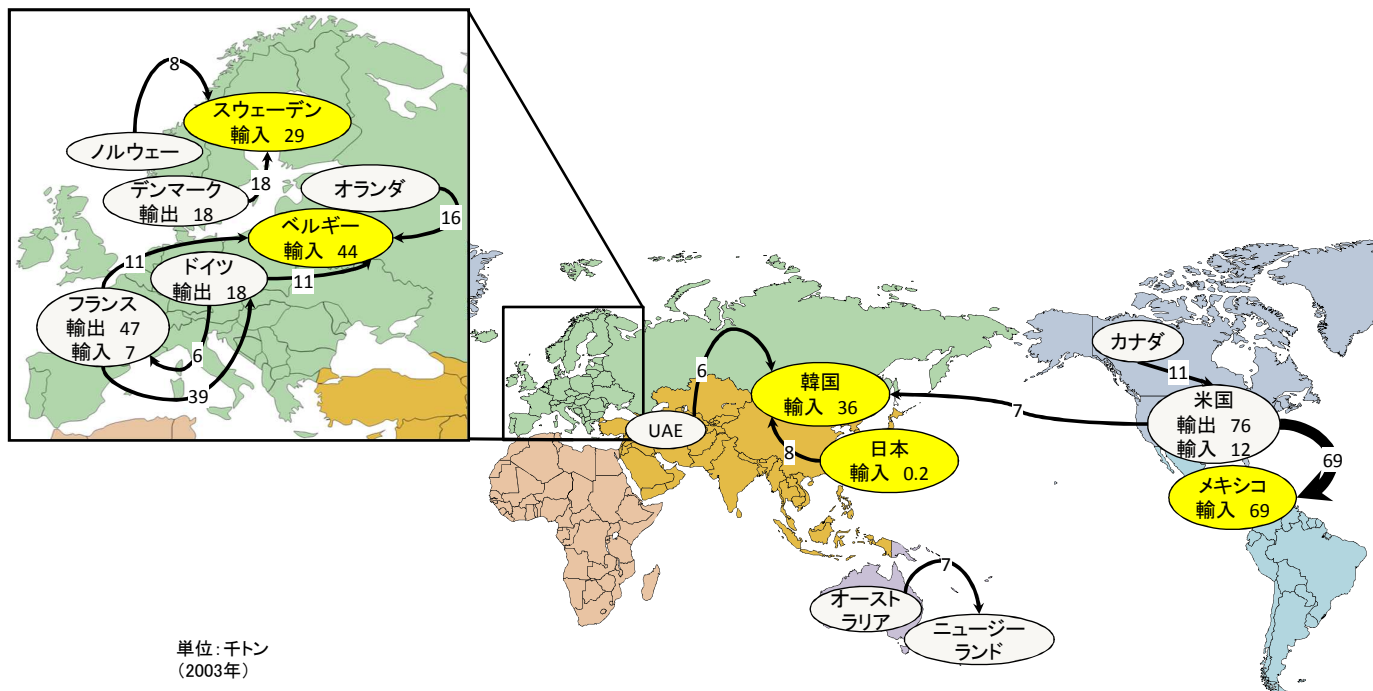 8
スウェーデン
輸入 29
ノルウェー
デンマーク
輸出 18
18
オランダ
16
ベルギー
輸入 44
11
ドイツ
輸出 18
11
フランス
輸出 47
輸入 7
6
39
UAE
6
韓国
輸入 36
8
日本
輸入 0.2
7
カナダ
11
米国
輸出 76
輸入 12
69
メキシコ
輸入 69
7
オースト
ラリア
ニュージー
ランド
単位：千トン
(2003年)